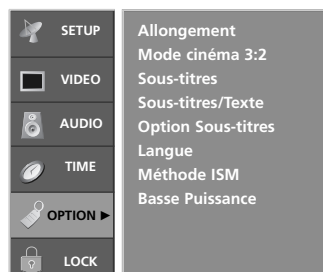 SETUP
VIDEO
AUDIO
TIME
OPTION ►
LOCK
Allongement
Mode cinéma 3:2
Sous-titres
Sous-titres/Texte
Option Sous-titres
Langue
Méthode ISM
Basse Puissance